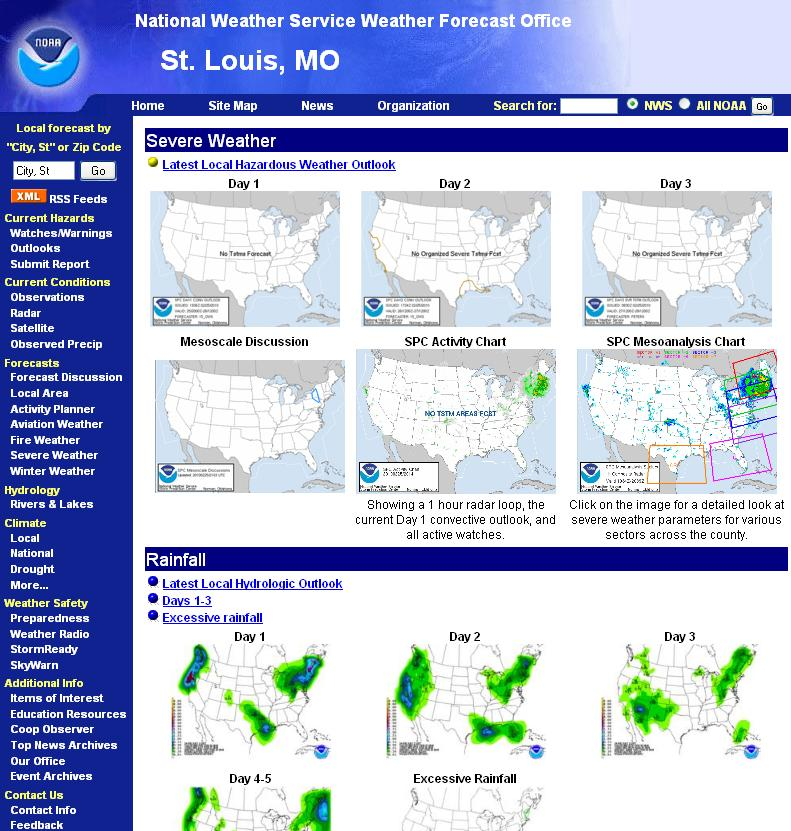 National Weather Service Weather Forecast Office
NOAA
St. Louis, MO
Home Site Map News Organization Search for: NWS All NOAA Go
Local forecast by
"City, St" or Zip Code
City, St Go
XML RSS Feeds
Current Hazards
Watches/Warnings
Outlooks
Submit Report
Current Conditions
Observations
Radar
Satellite
Observed Precip
Forecasts
Forecast Discussion
Local Area
Activity Planner
Aviation Weather
Fire Weather
Severe Weather
Winter Weather
Hydrology
Rivers & Lakes
Climate
Local
National
Drought
More...
Weather Safety
Preparedness
Weather Radio
StormReady
SkyWarn
Additional Info
Items of Interest
Education Resources
Coop Observer
Top News Archives
Our Office
Event Archives
Contact Us
Contact Info
Feedback
Severe Weather
Latest Local Hazardous Weather Outlook
Day 1 Day 2 Day 3
No Tstms Forecast
No Organized Severe Tstms Fcst
No Organized Severe Tstms Fcst
Mesoscale Discussion SPC Activity Chart SPC Mesoanalysis Chart
NO TSTM AREAS FCST
SPC Activity Chart
Showing a 1 hour radar loop, the
current Day 1 convective outlook, and
all active watches.
Click on the image for a detailed look at
severe weather parameters for various
sectors across the county.
Rainfall
Latest Local Hydrologic Outlook
Days 1-3
Excessive rainfall
Day 1 Day 2 Day 3
Day 4-5 Excessive Rainfall